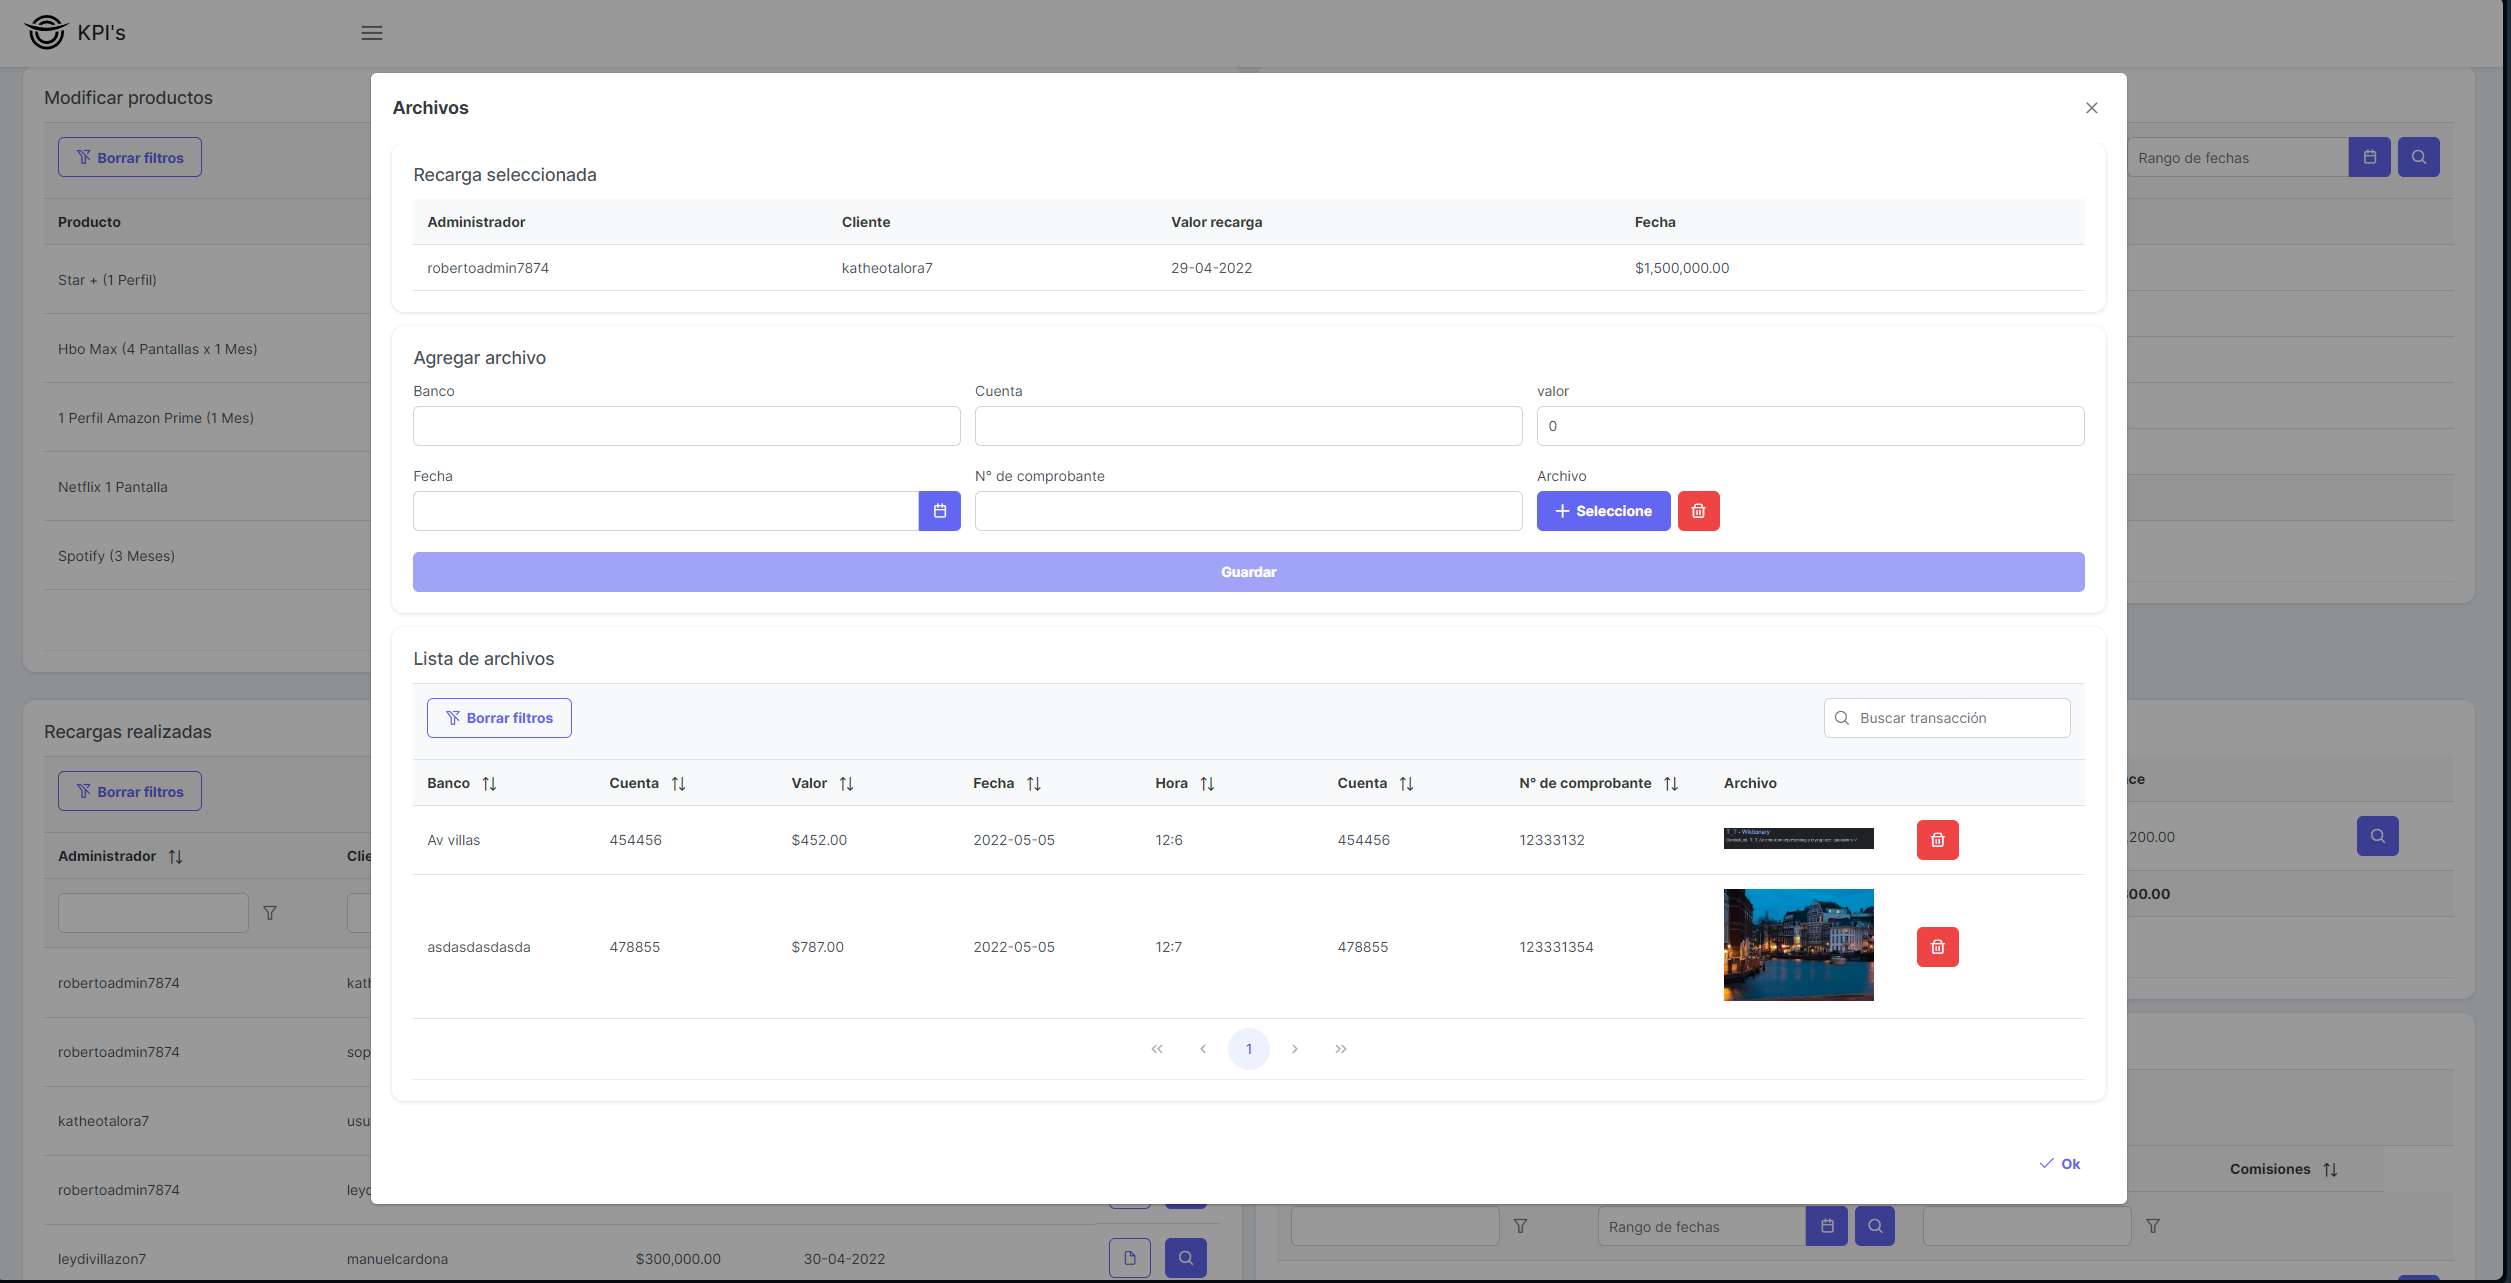 KPI's
Modificar productos
Borrar filtros
Producto
Star + (1 Perfil)
Hbo Max (4 Pantallas x 1 Mes)
1 Perfil Amazon Prime (1 Mes)
Netflix 1 Pantalla
Spotify (3 Meses)
Rango de fechas
Archivos
Recarga seleccionada
Administrador Cliente Valor recarga Fecha
robertoadmin7874 katheotalora7 29-04-2022 $1,500,000.00
Agregar archivo
Banco Cuenta valor
0
Fecha N° de comprobante Archivo
Seleccione
Guardar
Lista de archivos
Borrar filtros Buscar transacción
Banco Cuenta Valor Fecha Hora Cuenta N° de comprobante Archivo
Av villas 454456 $452.00 2022-05-05 12:6 454456 12333132
T_T - Wiktionary
asdasdasdasda 478855 $787.00 2022-05-05 12:7 478855 123331354
1
Ok
Recargas realizadas
Borrar filtros
Administrador Clie
robertoadmin7874 kath
robertoadmin7874 sop
katheotalora7 usu
robertoadmin7874 leyd
leydivillazon7 manuelcardona $300,000.00 30-04-2022
nce
200.00
00.00
Comisiones
Rango de fechas